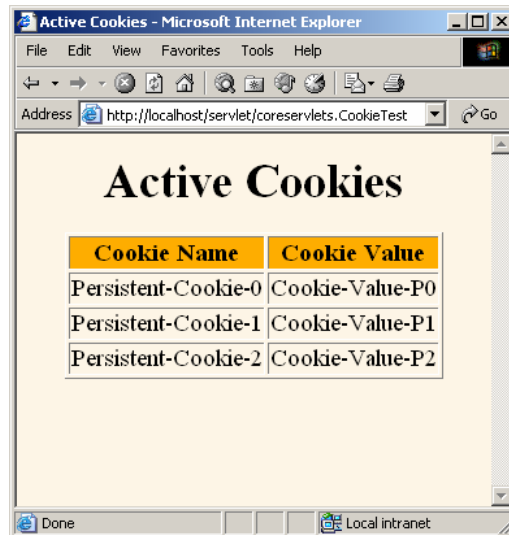 Active Cookies - Microsoft Internet Explorer
File Edit View Favorites Tools Help
Address http://localhost/servlet/coreservlets.CookieTest Go
Active Cookies
Cookie Name Cookie Value
Persistent-Cookie-0 Cookie-Value-P0
Persistent-Cookie-1 Cookie-Value-P1
Persistent-Cookie-2 Cookie-Value-P2
Done Local intranet